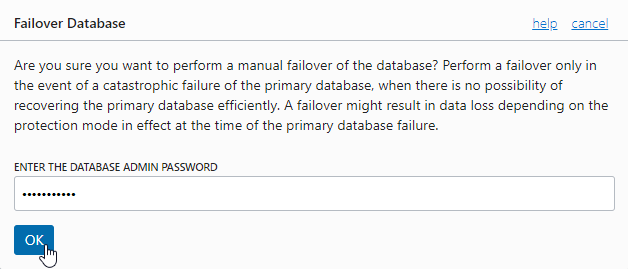 Failover Database help cancel
Are you sure you want to perform a manual failover of the database? Perform a failover only in
the event of a catastrophic failure of the primary database, when there is no possibility of
recovering the primary database efficiently. A failover might result in data loss depending on the
protection mode in effect at the time of the primary database failure.
ENTER THE DATABASE ADMIN PASSWORD
•••••••••••
OK